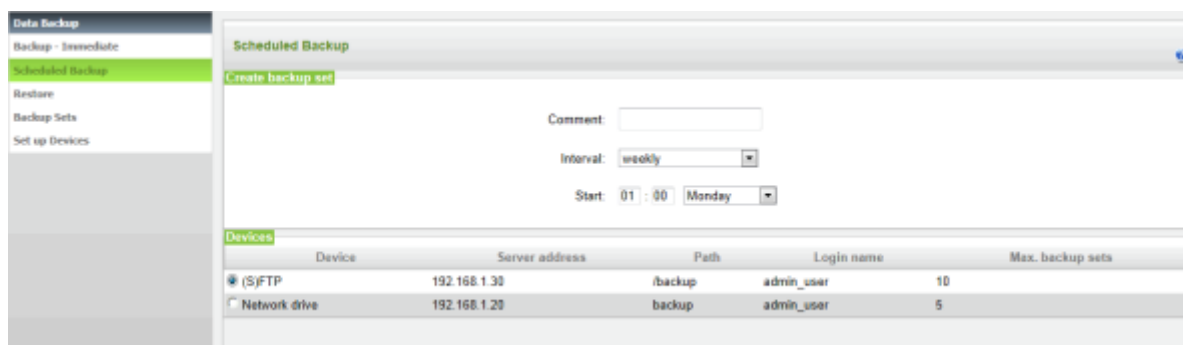 Data Backup
Backup - Immediate
Scheduled Backup
Restore
Backup Sets
Set up Devices
Scheduled Backup
Create backup set
Comment:
Interval: weekly
Start: 01 : 00 Monday
Devices
Device Server address Path Login name Max. backup sets
(S)FTP 192.168.1.30 /backup admin_user 10
Network drive 192.168.1.20 backup admin_user 5